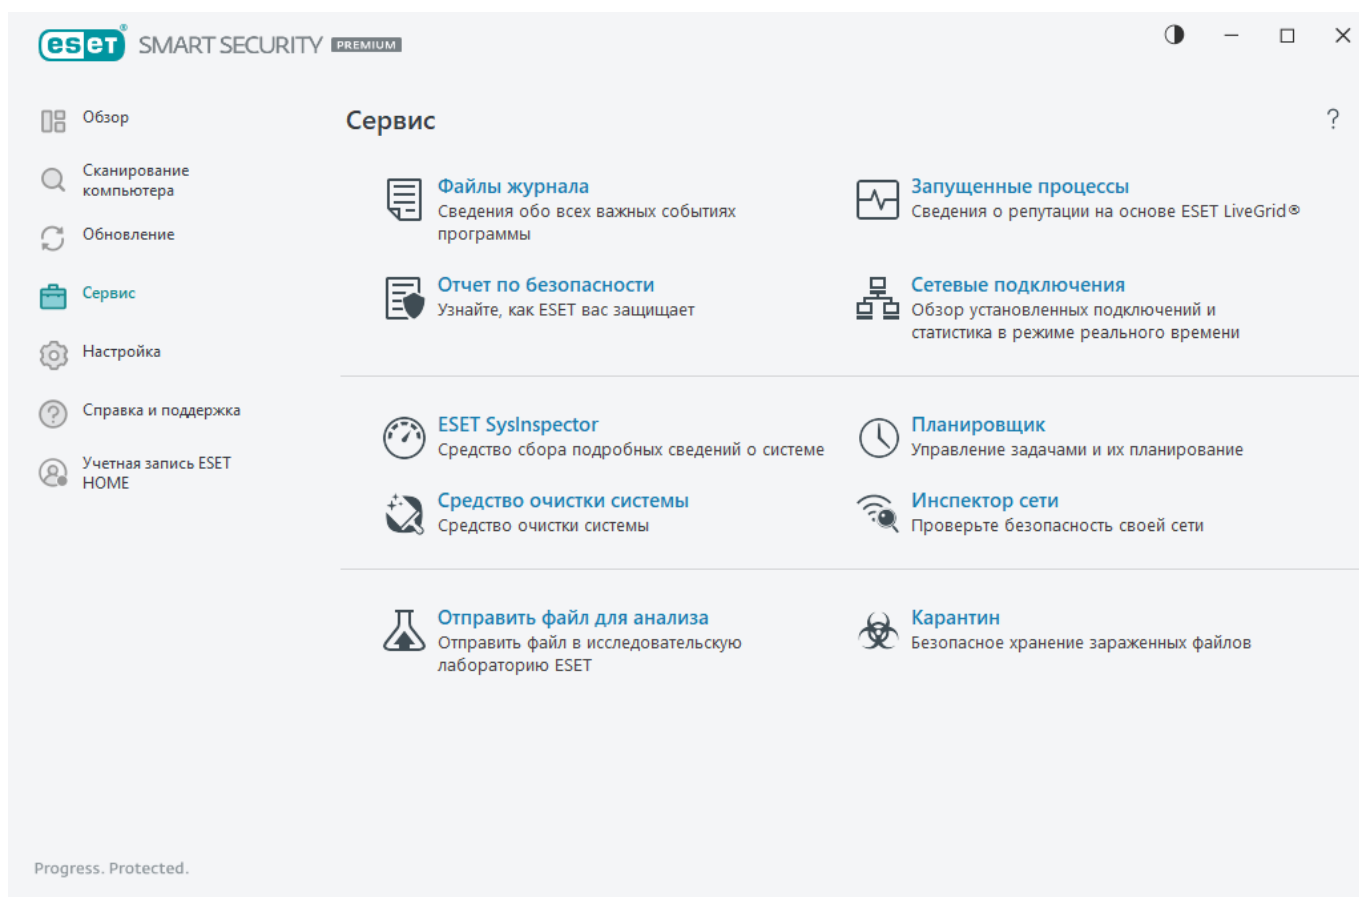 eset® SMART SECURITY PREMIUM
Обзор
Сканирование
компьютера
Обновление
Сервис
Настройка
Справка и поддержка
Учетная запись ESET
HOME
Сервис
?
Файлы журнала
Сведения обо всех важных событиях
программы
Запущенные процессы
Сведения о репутации на основе ESET LiveGrid®
Отчет по безопасности
Узнайте, как ESET вас защищает
Сетевые подключения
Обзор установленных подключений и
статистика в режиме реального времени
ESET SysInspector
Средство сбора подробных сведений о системе
Планировщик
Управление задачами и их планирование
Средство очистки системы
Средство очистки системы
Инспектор сети
Проверьте безопасность своей сети
Отправить файл для анализа
Отправить файл в исследовательскую
лабораторию ESET
Карантин
Безопасное хранение зараженных файлов
Progress. Protected.